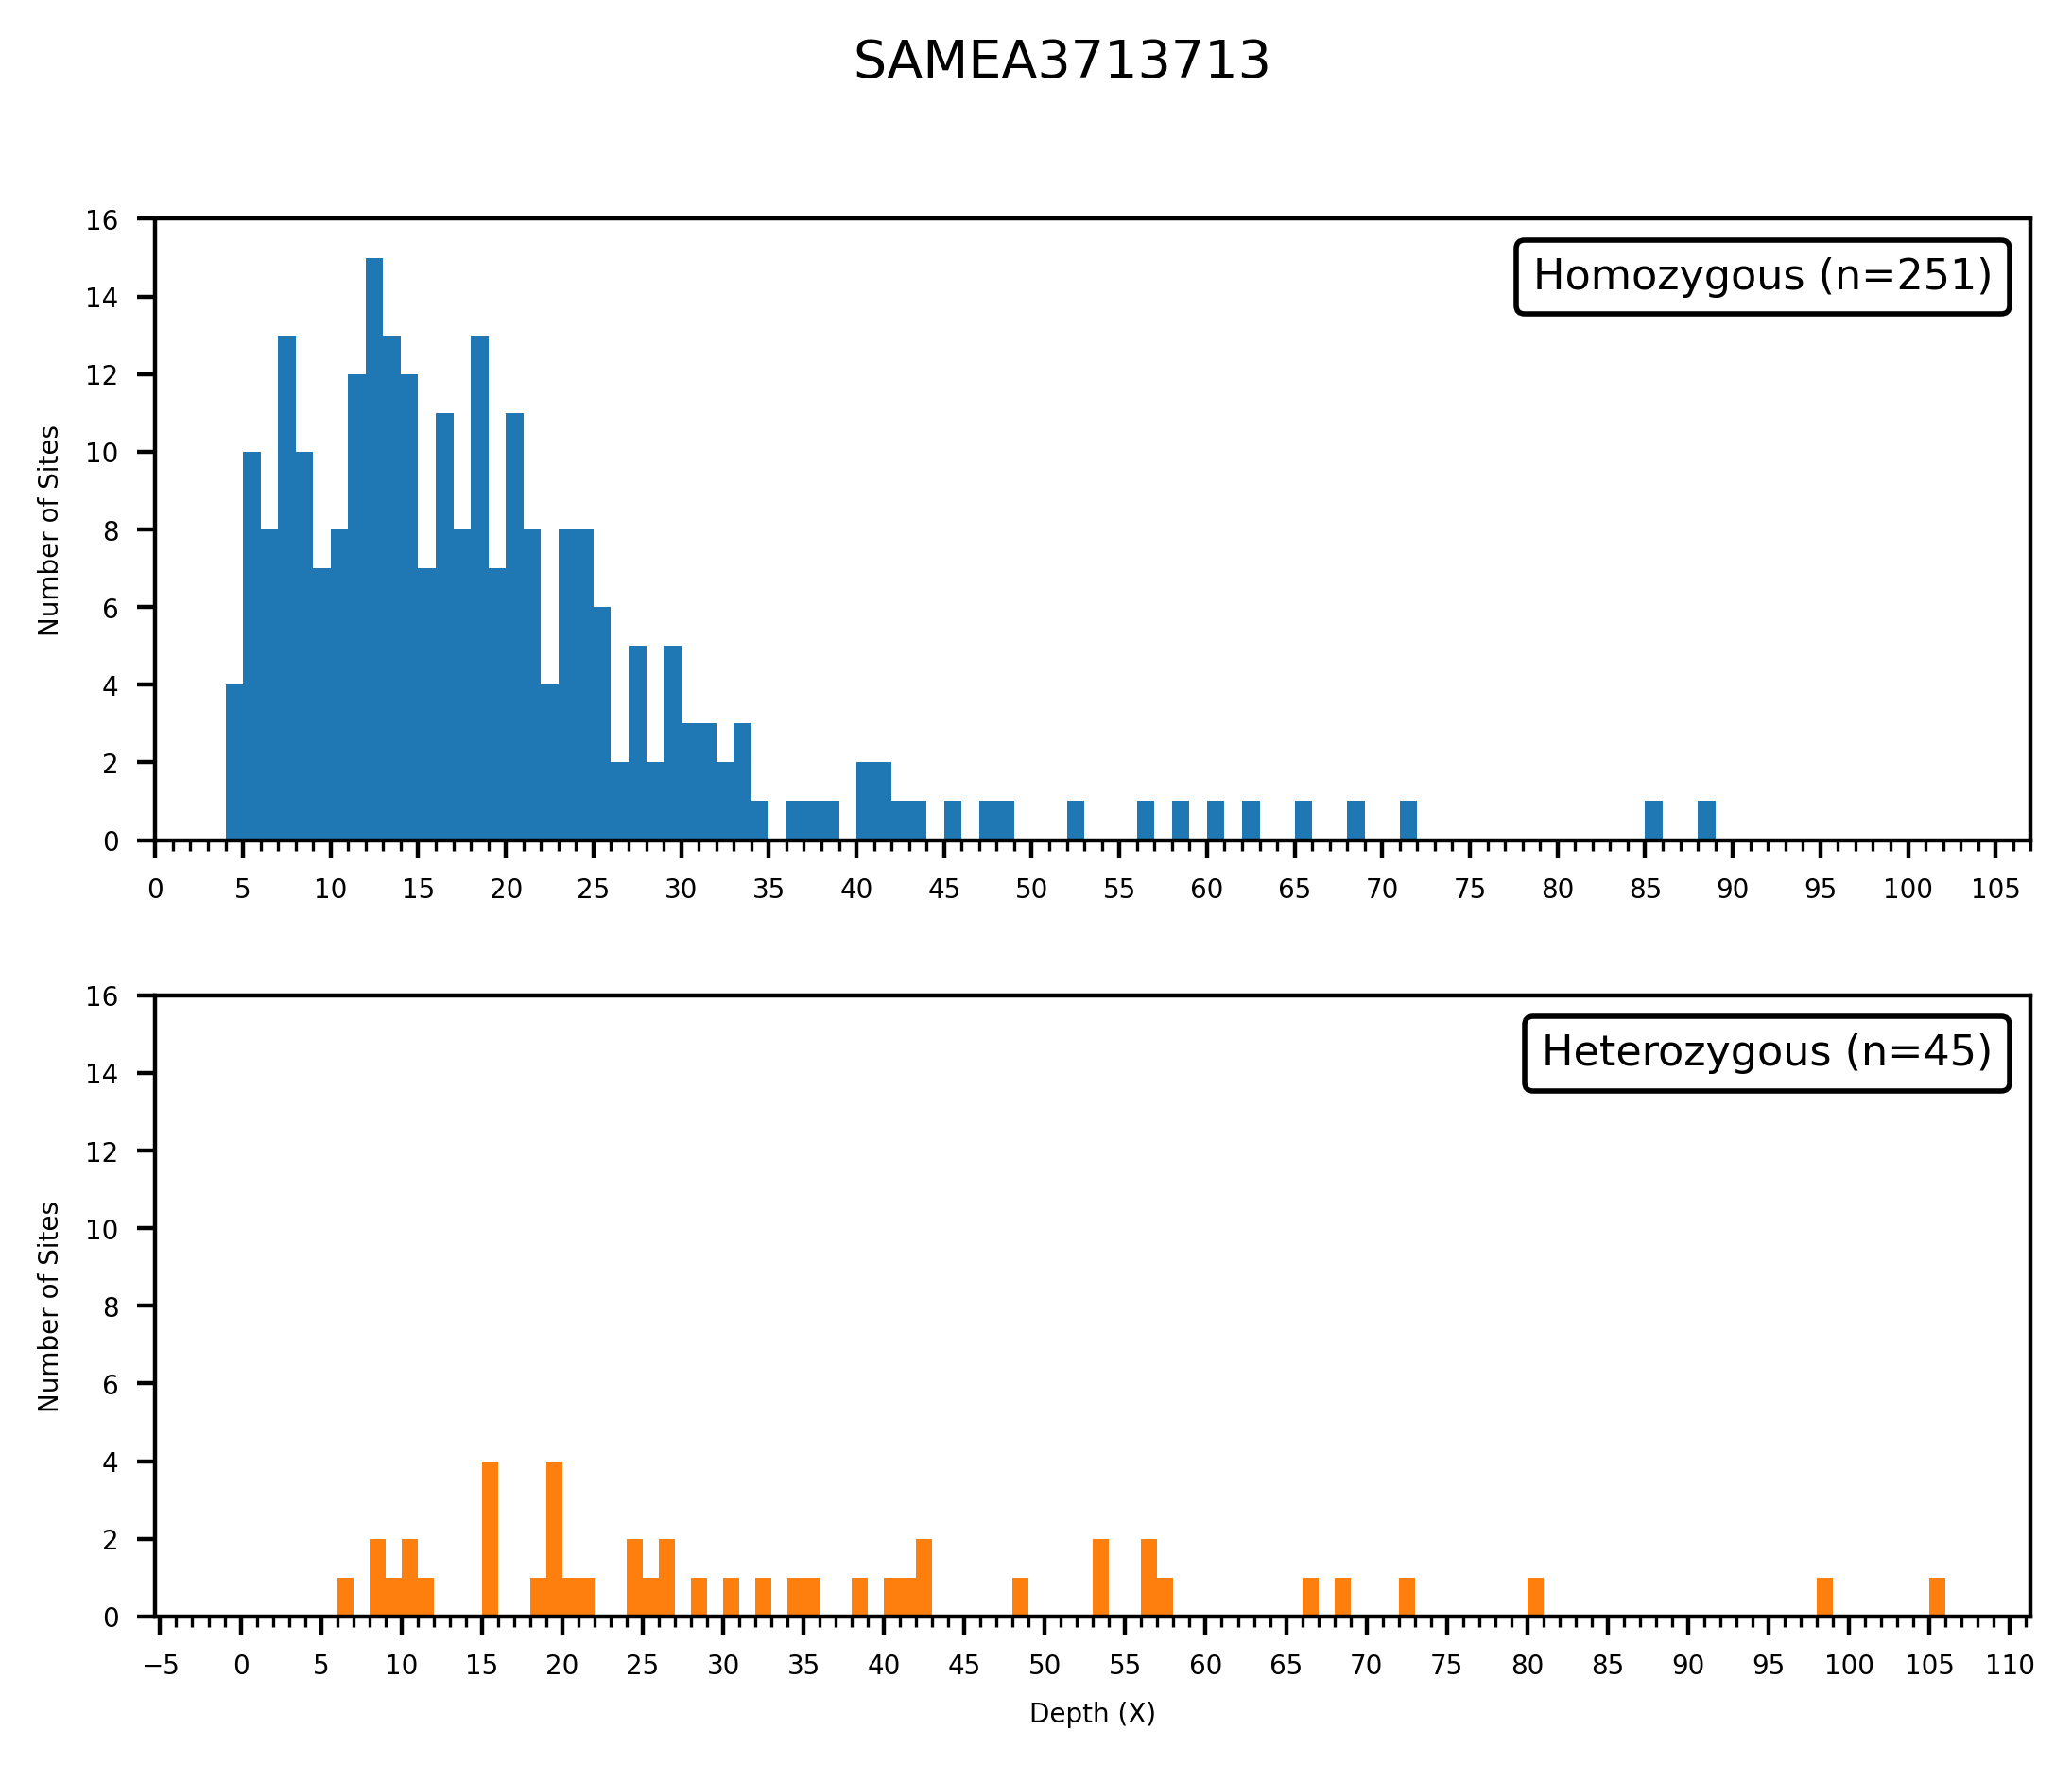 SAMEA3713713
Homozygous (n=251)
Number of Sites
16
14
12
10
8
6
4
2
0
0 5 10 15 20 25 30 35 40 45 50 55 60 65 70 75 80 85 90 95 100 105
Heterozygous (n=45)
Number of Sites
16
14
12
10
8
6
4
2
0
−5 0 5 10 15 20 25 30 35 40 45 50 55 60 65 70 75 80 85 90 95 100 105 110
Depth (X)